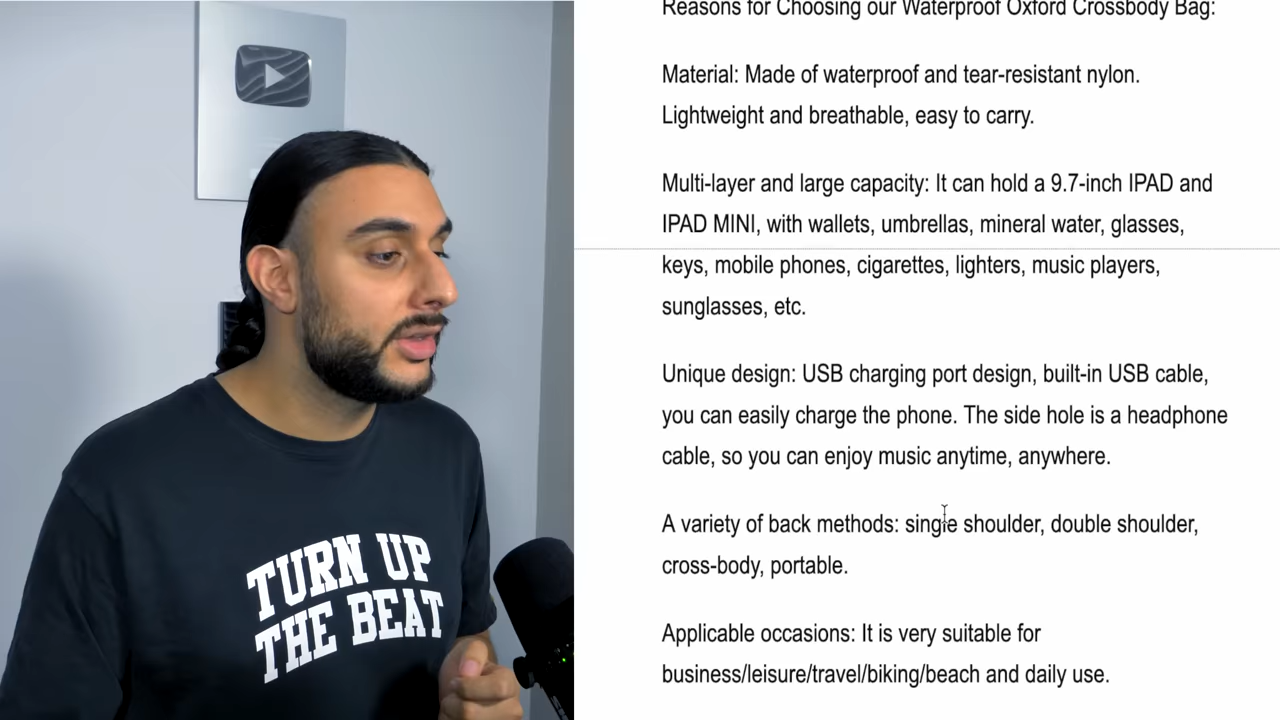 Reasons for Choosing our Waterproof Oxford Crossbody Bag:
Material: Made of waterproof and tear-resistant nylon.
Lightweight and breathable, easy to carry.
Multi-layer and large capacity: It can hold a 9.7-inch IPAD and
IPAD MINI, with wallets, umbrellas, mineral water, glasses,
keys, mobile phones, cigarettes, lighters, music players,
sunglasses, etc.
Unique design: USB charging port design, built-in USB cable,
you can easily charge the phone. The side hole is a headphone
cable, so you can enjoy music anytime, anywhere.
A variety of back methods: single shoulder, double shoulder,
cross-body, portable.
Applicable occasions: It is very suitable for
business/leisure/travel/biking/beach and daily use.
TURN UP
THE BEAT